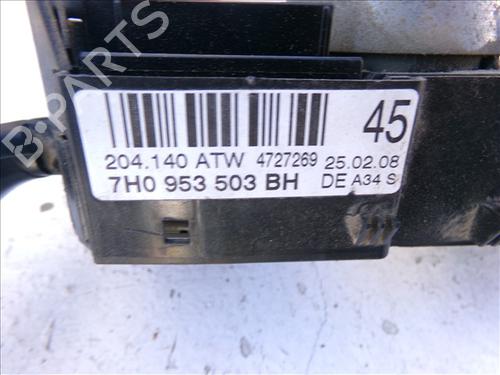 45
204.140 ATW 4727269 25.02.08
7H0 953 503 BH DE A34 S
B-PARTS